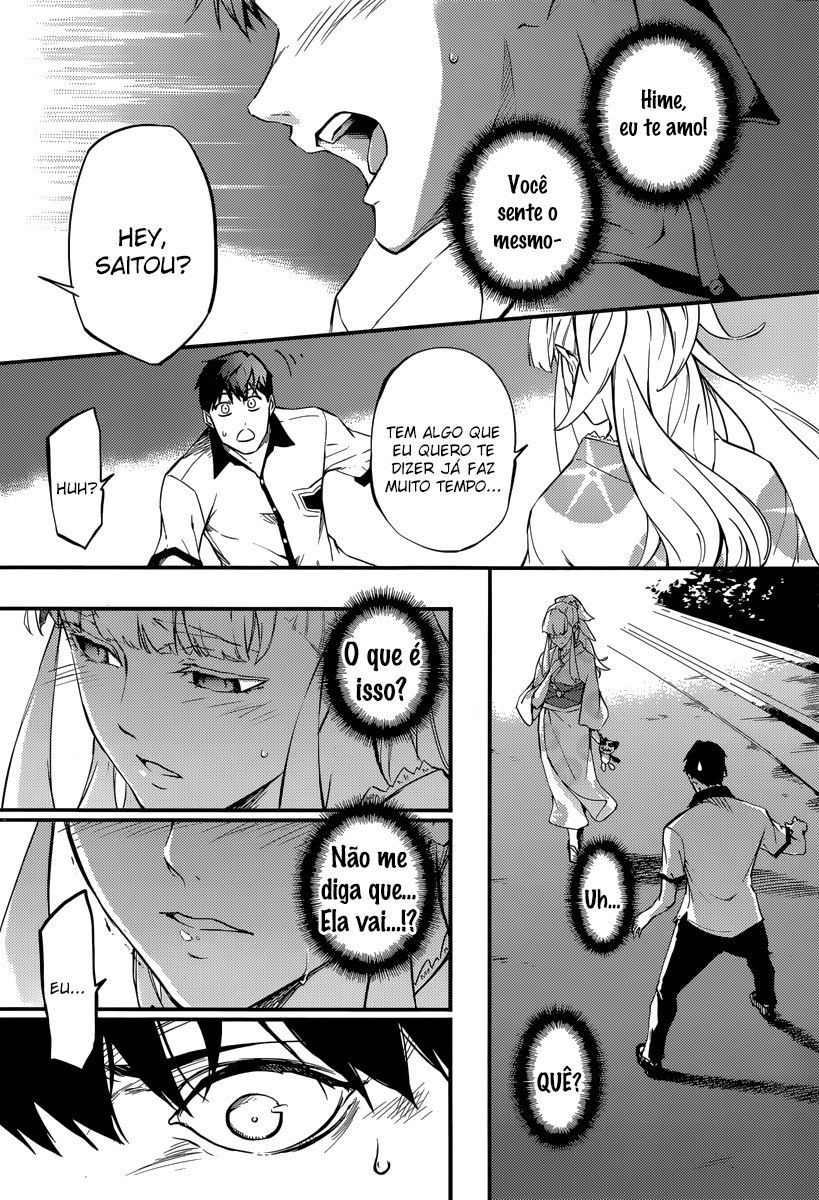 Hime,
eu te amo!
Você
sente o
mesmo-
HEY,
SAITOU?
TEM ALGO QUE
EU QUERO TE
DIZER JÁ FAZ
MUITO TEMPO...
HUH?
Uh...
QUÊ?
O que é
isso?
Não me
diga que...
Ela vai...!?
EU...